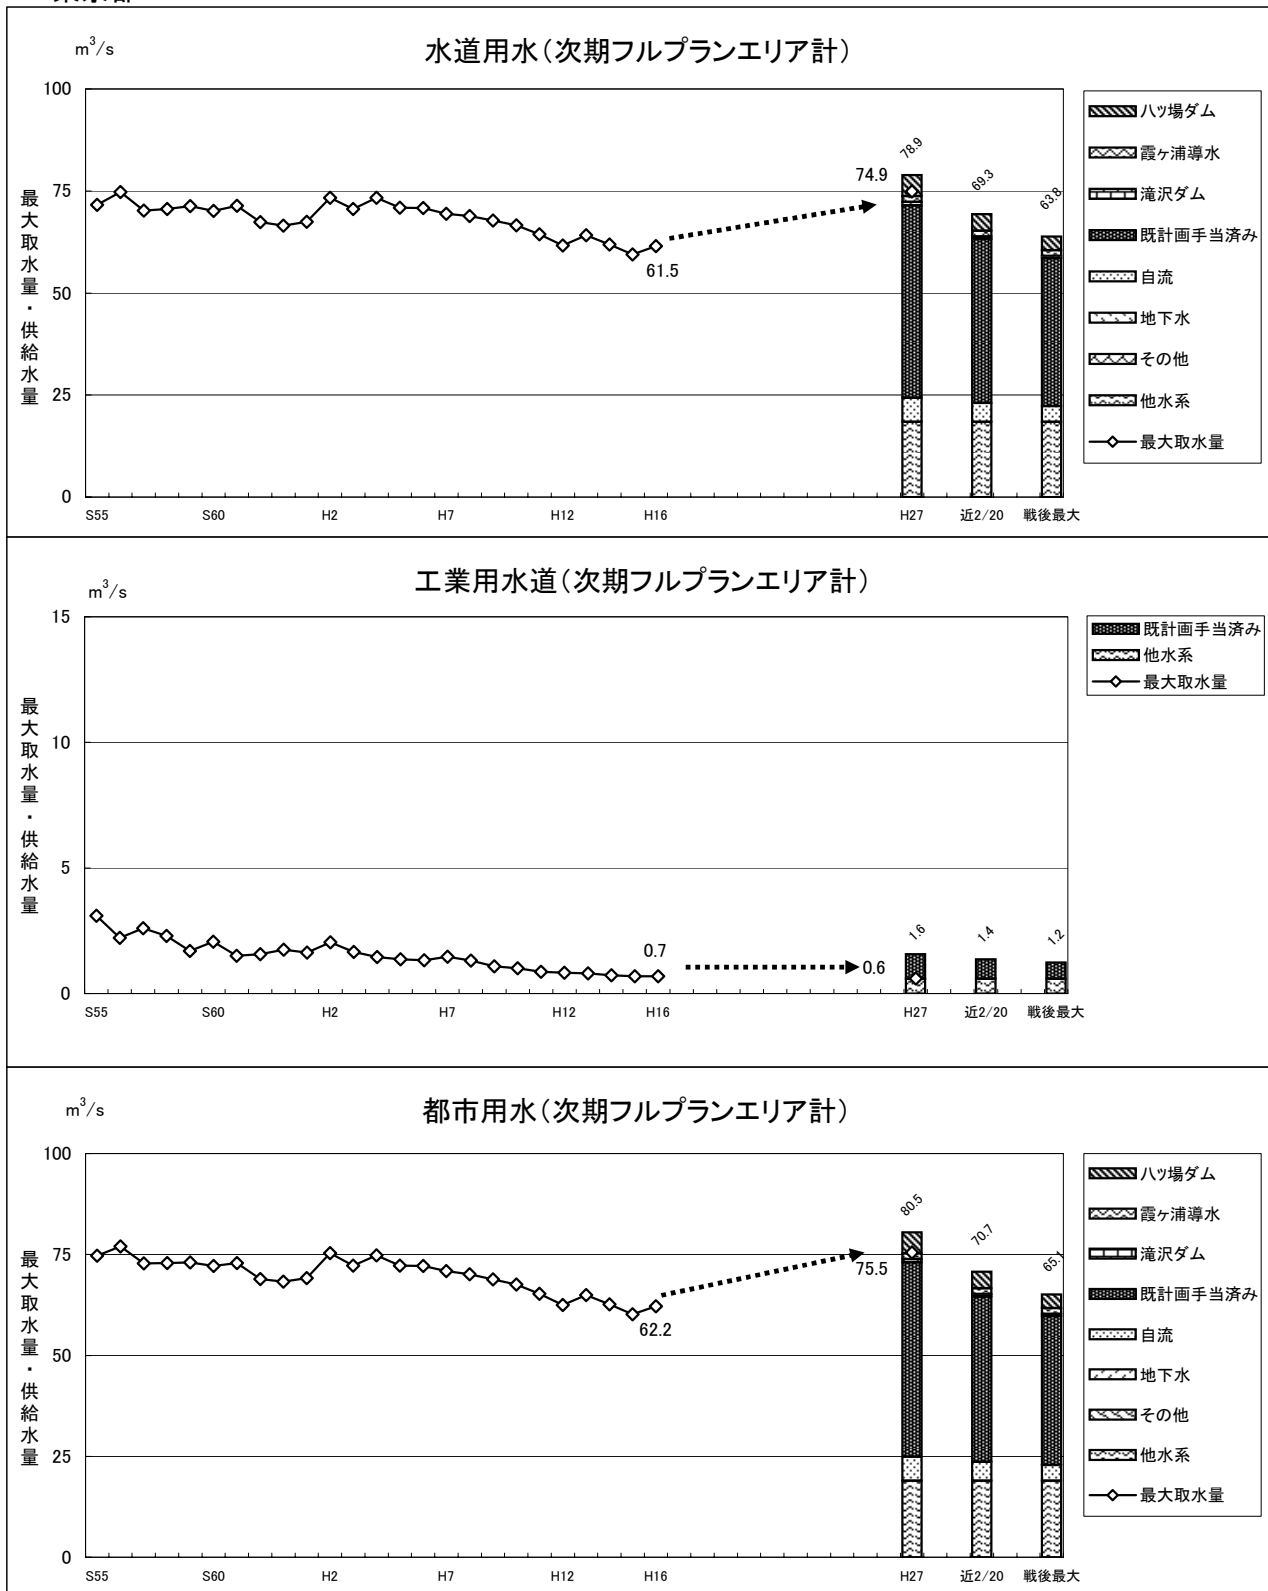 m³/s
水道用水（次期フルプランエリア計）
最大取水量・供給水量
100
75
50
25
0
S55 S60 H2 H7 H12 H16 H27 近2/20 戦後最大
61.5
74.9
78.9
69.3
63.8
八ッ場ダム
霞ヶ浦導水
滝沢ダム
既計画手当済み
自流
地下水
その他
他水系
最大取水量
m³/s
工業用水道（次期フルプランエリア計）
最大取水量・供給水量
15
10
5
0
S55 S60 H2 H7 H12 H16 H27 近2/20 戦後最大
0.7
0.6
1.6
1.4
1.2
既計画手当済み
他水系
最大取水量
m³/s
都市用水（次期フルプランエリア計）
最大取水量・供給水量
100
75
50
25
0
S55 S60 H2 H7 H12 H16 H27 近2/20 戦後最大
62.2
75.5
80.5
70.7
65.1
八ッ場ダム
霞ヶ浦導水
滝沢ダム
既計画手当済み
自流
地下水
その他
他水系
最大取水量